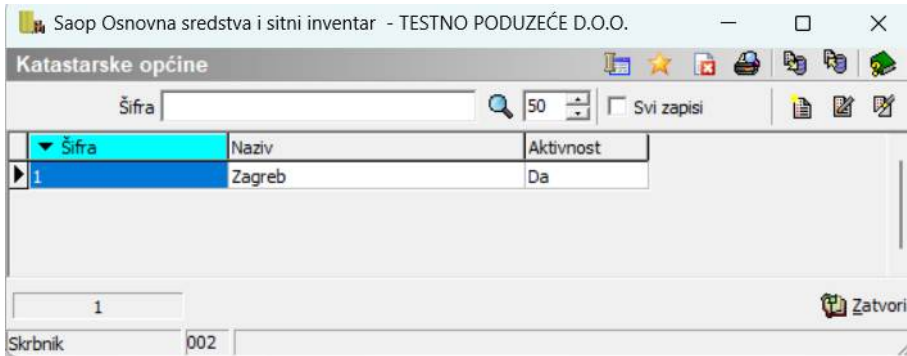 Saop Osnovna sredstva i sitni inventar - TESTNO PODUZEĆE D.O.O.
Katastarske općine
Šifra 50 Svi zapisi
Šifra Naziv Aktivnost
1 Zagreb Da
1 Zatvori
Skrbnik 002